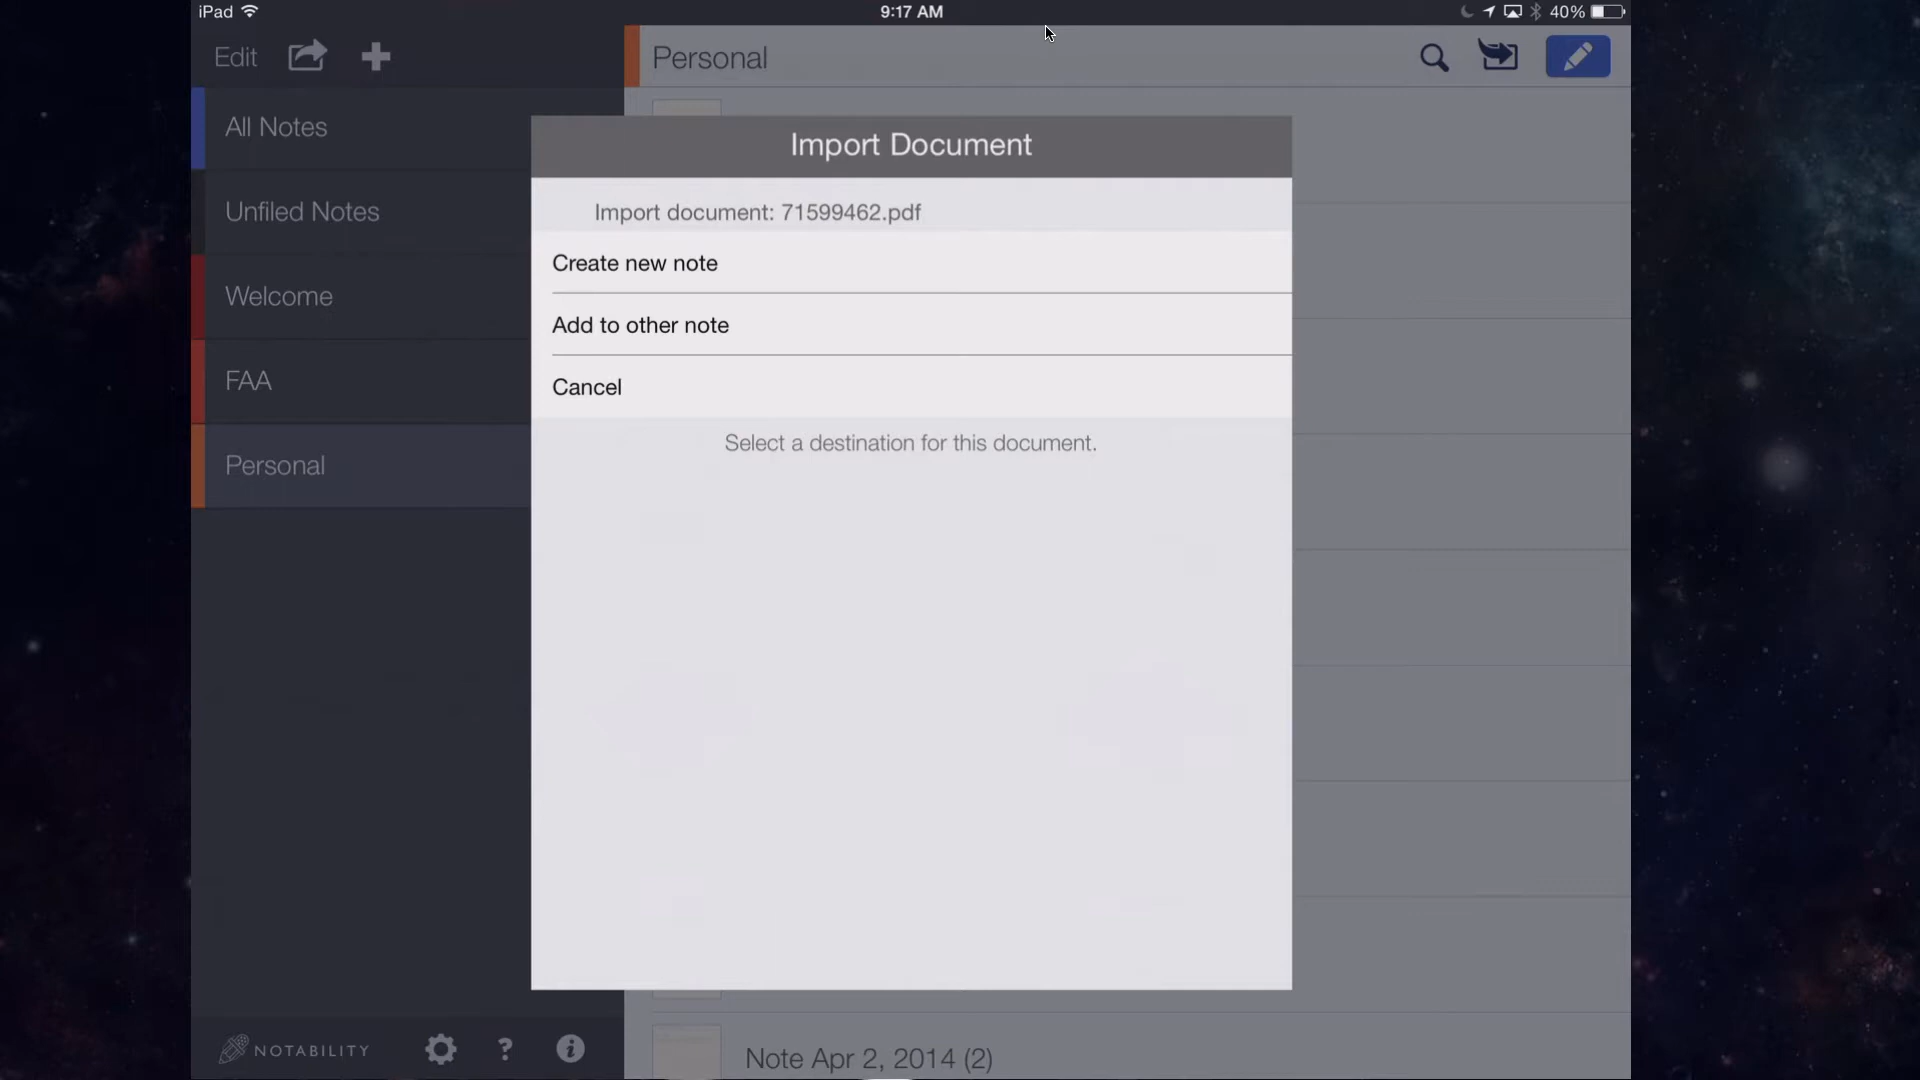 iPad
9:17 AM
40%
Edit
Personal
All Notes
Unfiled Notes
Welcome
FAA
Personal
Import Document
Import document: 71599462.pdf
Create new note
Add to other note
Cancel
Select a destination for this document.
NOTABILITY
?
i
Note Apr 2, 2014 (2)